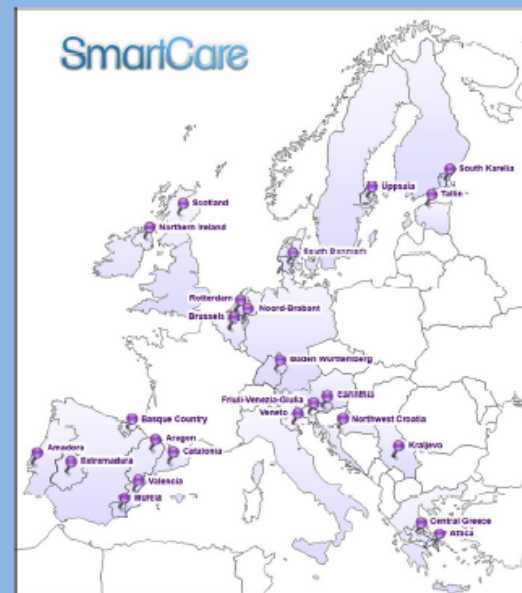 SmartCare
South Karelia
Uppsala
Tallin
Scotland
Northern Ireland
South Denmark
Rotterdam
Noord-Brabant
Brussels
Baden Wurttemberg
Friuli-Venezia-Giulia
Carinthia
Veneto
Northwest Croatia
Basque Country
Aragon
Kraljevo
Amadora
Catalonia
Extremadura
Valencia
Murcia
Central Greece
Attica